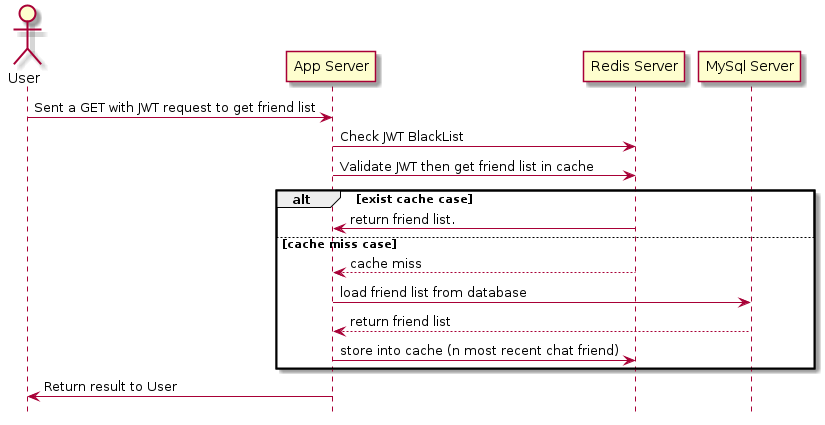 User
App Server
Redis Server
MySql Server
Sent a GET with JWT request to get friend list
Check JWT BlackList
Validate JWT then get friend list in cache
alt [exist cache case]
return friend list.
[cache miss case]
cache miss
load friend list from database
return friend list
store into cache (n most recent chat friend)
Return result to User